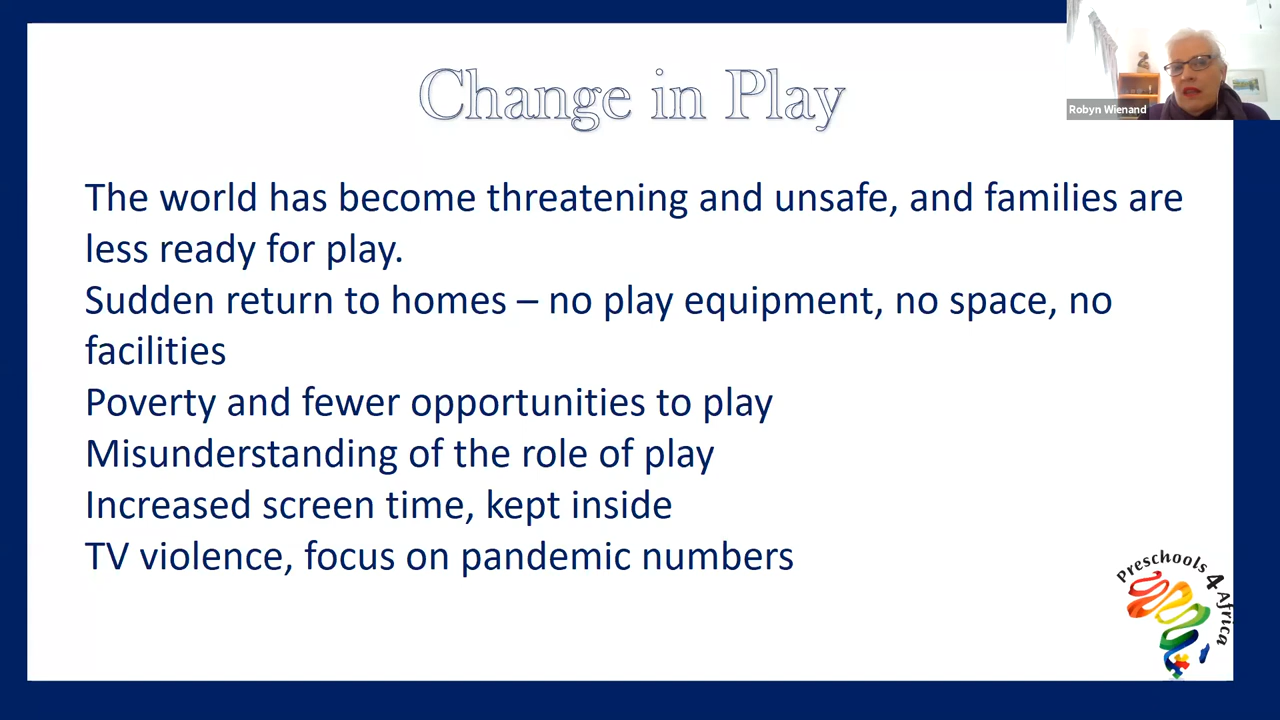 Change in Play
Robyn Wienand
The world has become threatening and unsafe, and families are
less ready for play.
Sudden return to homes – no play equipment, no space, no
facilities
Poverty and fewer opportunities to play
Misunderstanding of the role of play
Increased screen time, kept inside
TV violence, focus on pandemic numbers
Preschools 4 Africa